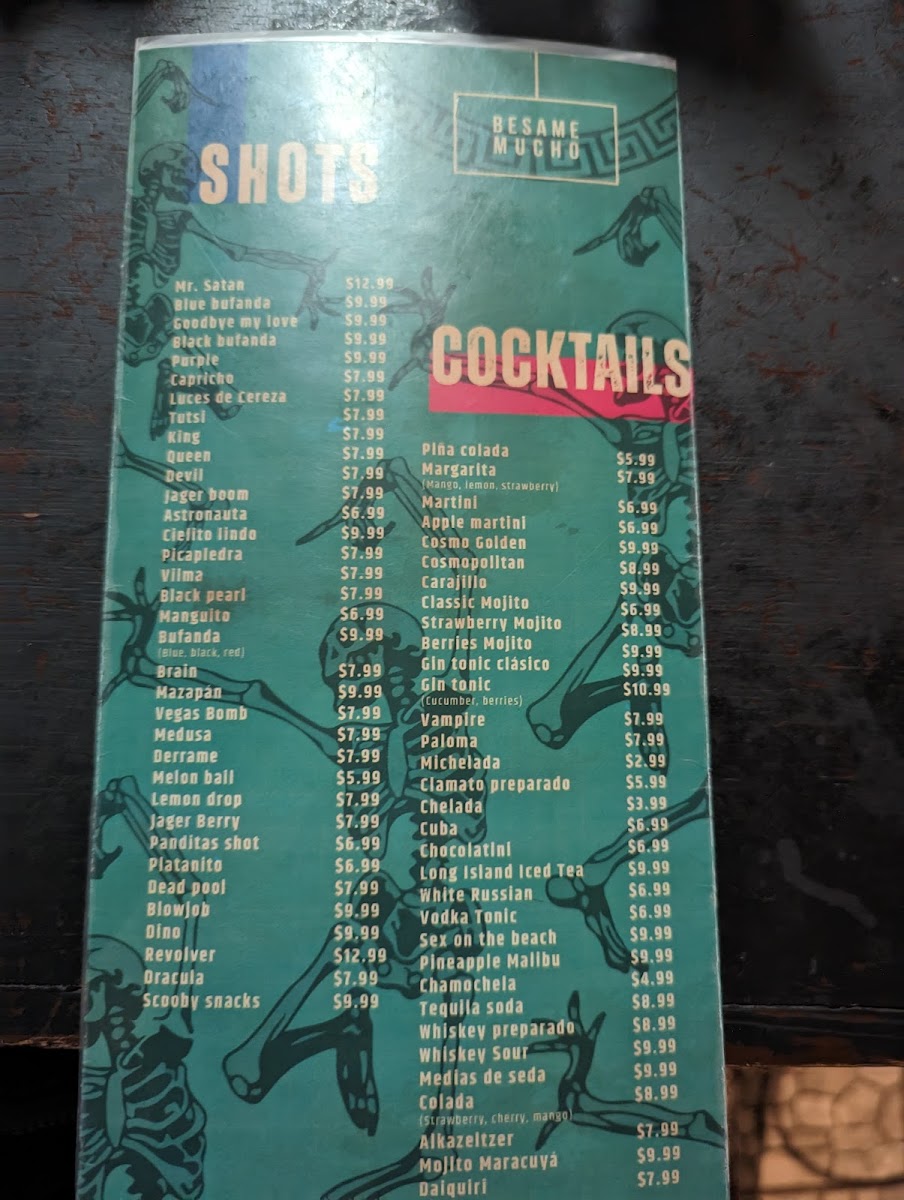 BESAME
MUCHO
SHOTS
Mr. Satan $12.99
Blue bufanda $9.99
Goodbye my love $9.99
Black bufanda $9.99
Purple $9.99
Capricho $7.99
Luces de Cereza $7.99
Tutsi $7.99
King $7.99
Queen $7.99
Devil $7.99
Jager boom $7.99
Astronauta $6.99
Cielito lindo $9.99
Picapiedra $7.99
Vilma $7.99
Black pearl $7.99
Manguito $6.99
Bufanda $9.99
(Blue, black, red)
Brain $7.99
Mazapán $9.99
Vegas Bomb $7.99
Medusa $7.99
Derrame $7.99
Melon ball $5.99
Lemon drop $7.99
Jager Berry $7.99
Panditas shot $6.99
Platanito $6.99
Dead pool $7.99
Blowjob $9.99
Dino $9.99
Revolver $12.99
Dracula $7.99
Scooby snacks $9.99
COCKTAILS
Piña colada $5.99
Margarita $7.99
(Mango, lemon, strawberry)
Martini $6.99
Apple martini $6.99
Cosmo Golden $9.99
Cosmopolitan $8.99
Carajillo $9.99
Classic Mojito $6.99
Strawberry Mojito $8.99
Berries Mojito $9.99
Gin tonic clásico $9.99
Gin tonic $10.99
(Cucumber, berries)
Vampire $7.99
Paloma $7.99
Michelada $2.99
Clamato preparado $5.99
Chelada $3.99
Cuba $6.99
Chocolatini $6.99
Long Island Iced Tea $9.99
White Russian $6.99
Vodka Tonic $6.99
Sex on the beach $9.99
Pineapple Malibu $9.99
Chamochela $4.99
Tequila soda $8.99
Whiskey preparado $8.99
Whiskey Sour $9.99
Medias de seda $9.99
Colada $8.99
(Strawberry, cherry, mango)
Alkazeltzer $7.99
Mojito Maracuyá $9.99
Daiquiri $7.99